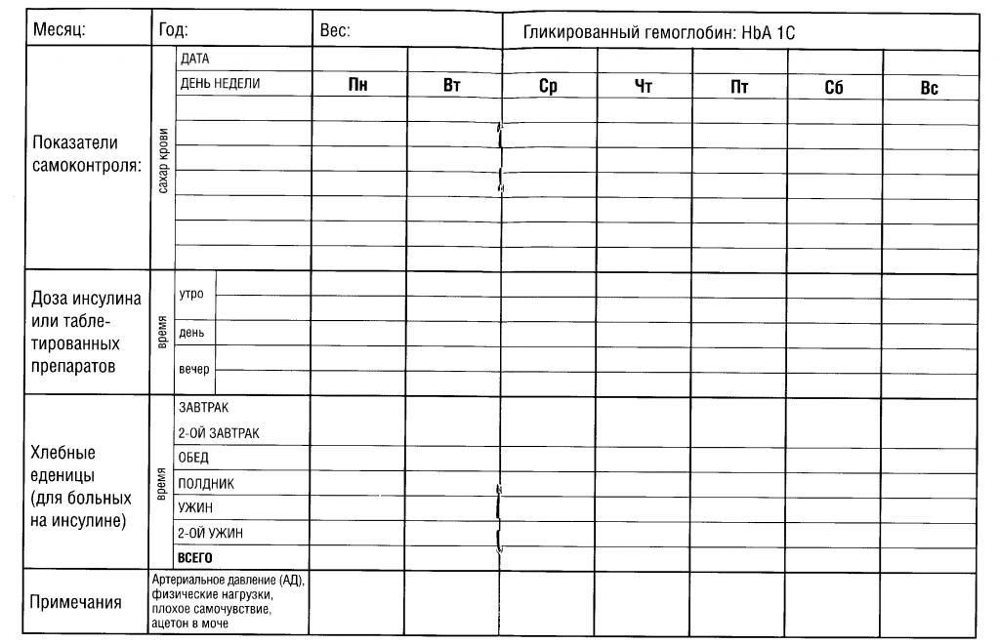 Месяц:
Год:
Вес:
Гликированный гемоглобин: HbA 1C
Показатели
самоконтроля:
сахар крови
ДАТА
ДЕНЬ НЕДЕЛИ
Пн
Вт
Ср
Чт
Пт
Сб
Вс
Доза инсулина
или табле-
тированных
препаратов
время
утро
день
вечер
Хлебные
еденицы
(для больных
на инсулине)
время
ЗАВТРАК
2-ОЙ ЗАВТРАК
ОБЕД
ПОЛДНИК
УЖИН
2-ОЙ УЖИН
ВСЕГО
Примечания
Артериальное давление (АД),
физические нагрузки,
плохое самочувствие,
ацетон в моче